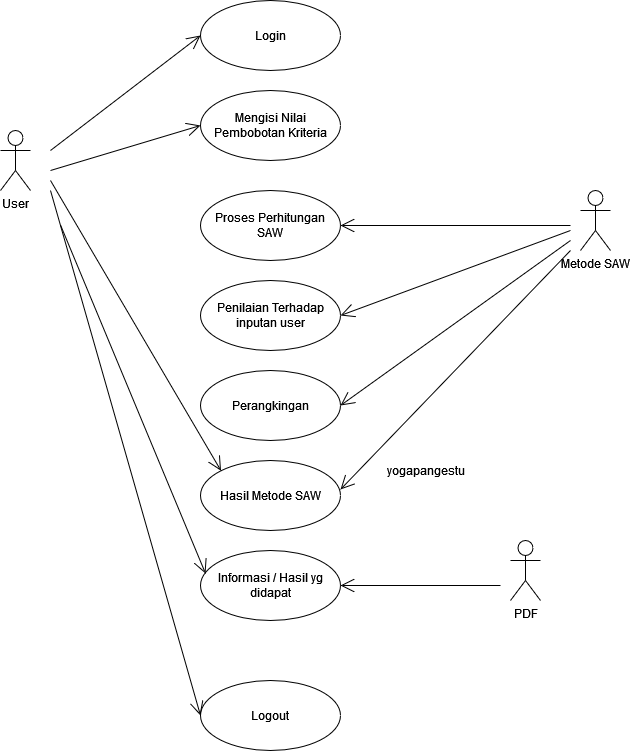 Login
Mengisi Nilai
Pembobotan Kriteria
User
Proses Perhitungan
SAW
Metode SAW
Penilaian Terhadap
inputan user
Perangkingan
yogapangestu
Hasil Metode SAW
Informasi / Hasil yg
didapat
PDF
Logout